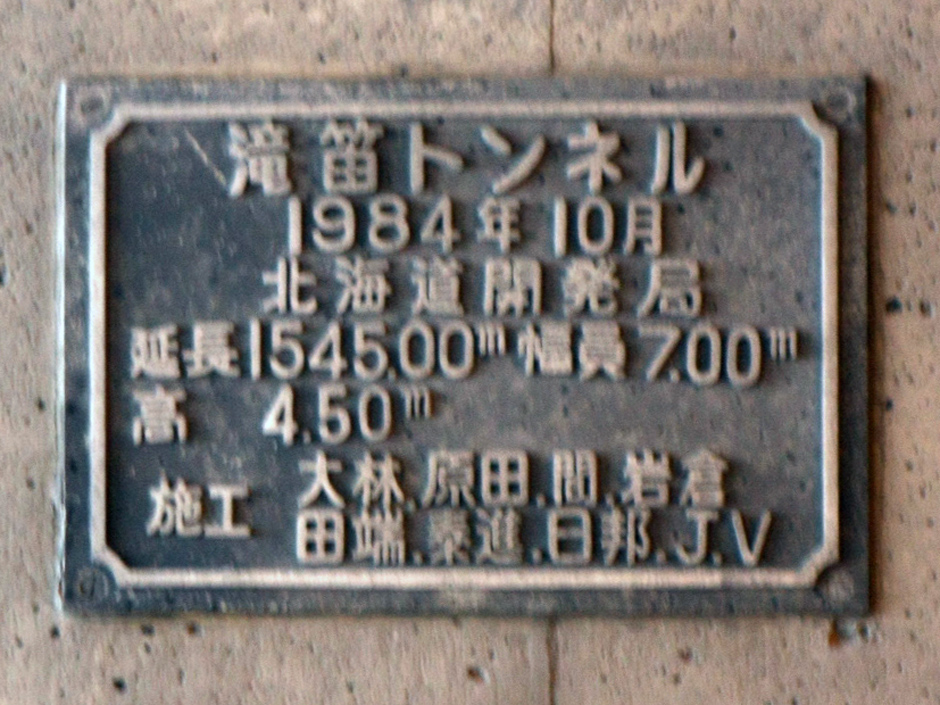 滝笛トンネル
1984年10月
北海道開発局
延長1545.00m 幅員7.00m
高 4.50m
施工 大林.原田.間.岩倉
田端.泰進.日邦.J.V